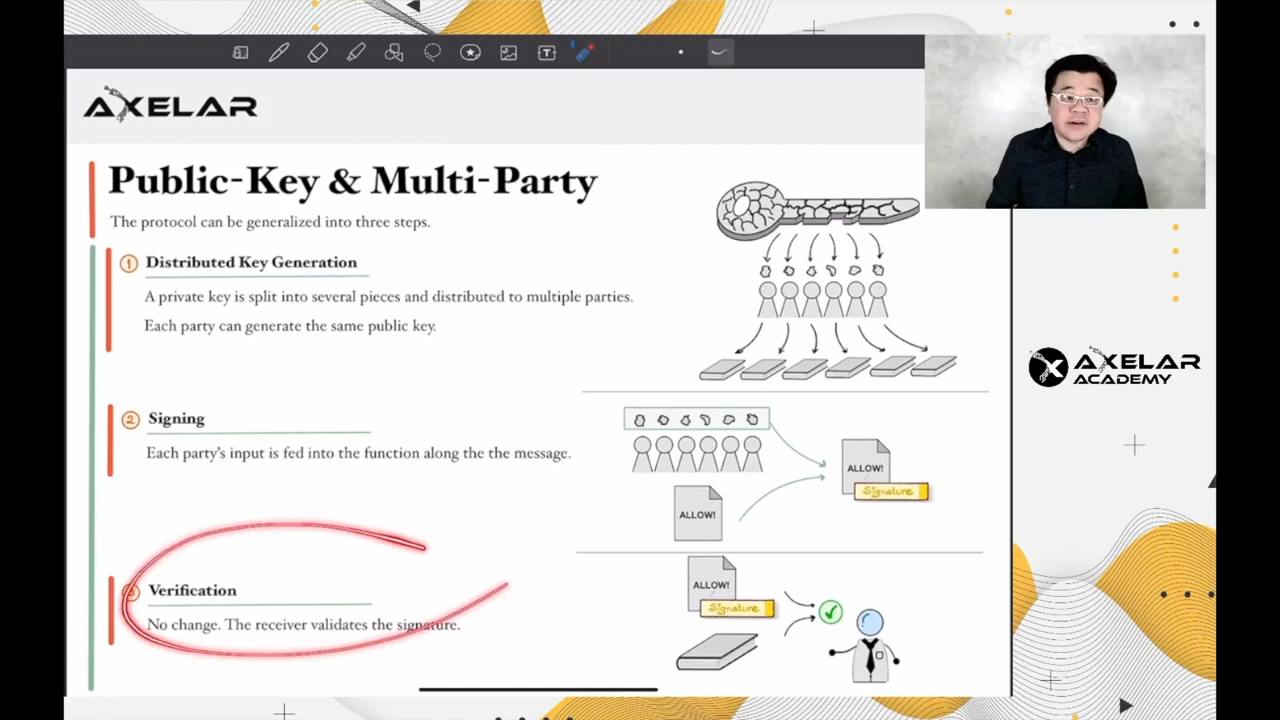 AXELAR
Public-Key & Multi-Party
The protocol can be generalized into three steps.
1 Distributed Key Generation
A private key is split into several pieces and distributed to multiple parties.
Each party can generate the same public key.
2 Signing
Each party's input is fed into the function along the the message.
ALLOW!
Signature
ALLOW!
3 Verification
No change. The receiver validates the signature.
ALLOW!
Signature
AXELAR
ACADEMY
T